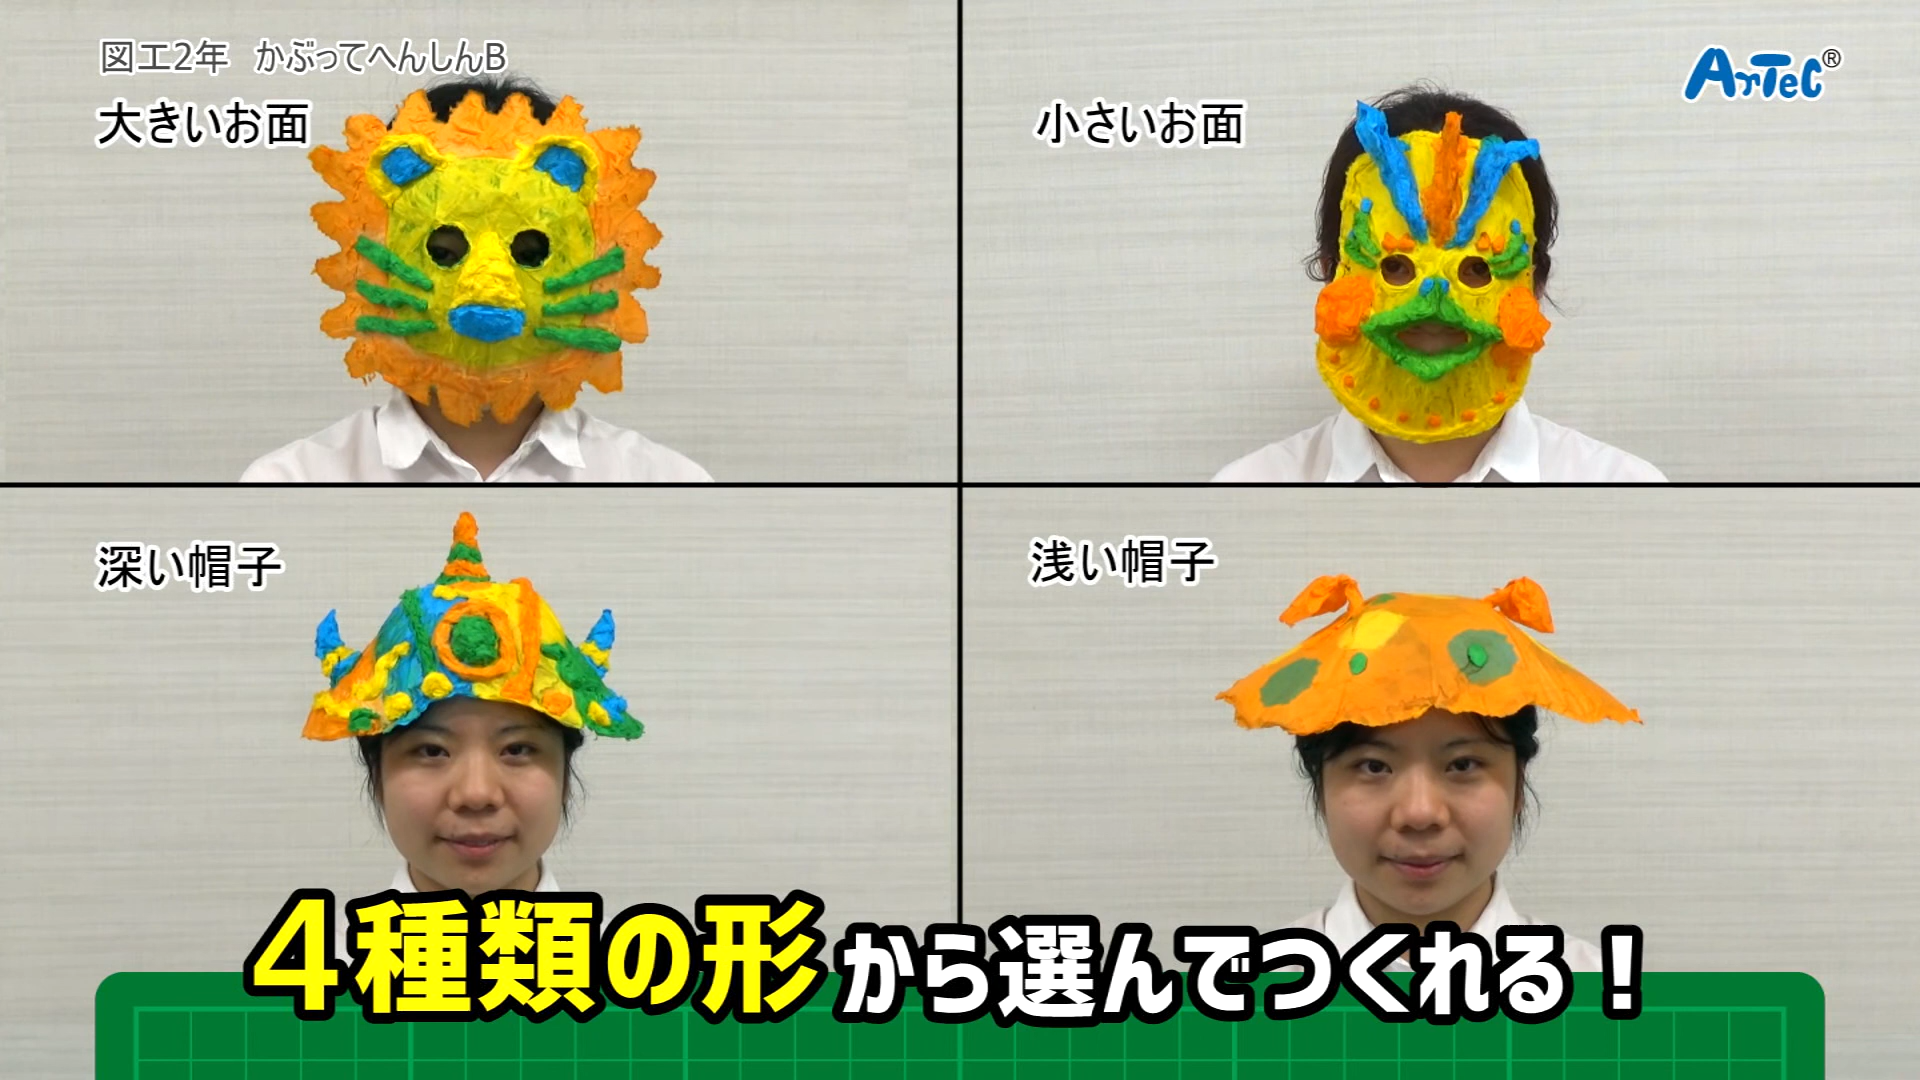 図工2年 かぶってへんしんB
大きいお面
小さいお面
ArTeC®
深い帽子
浅い帽子
4種類の形から選んでつくれる！